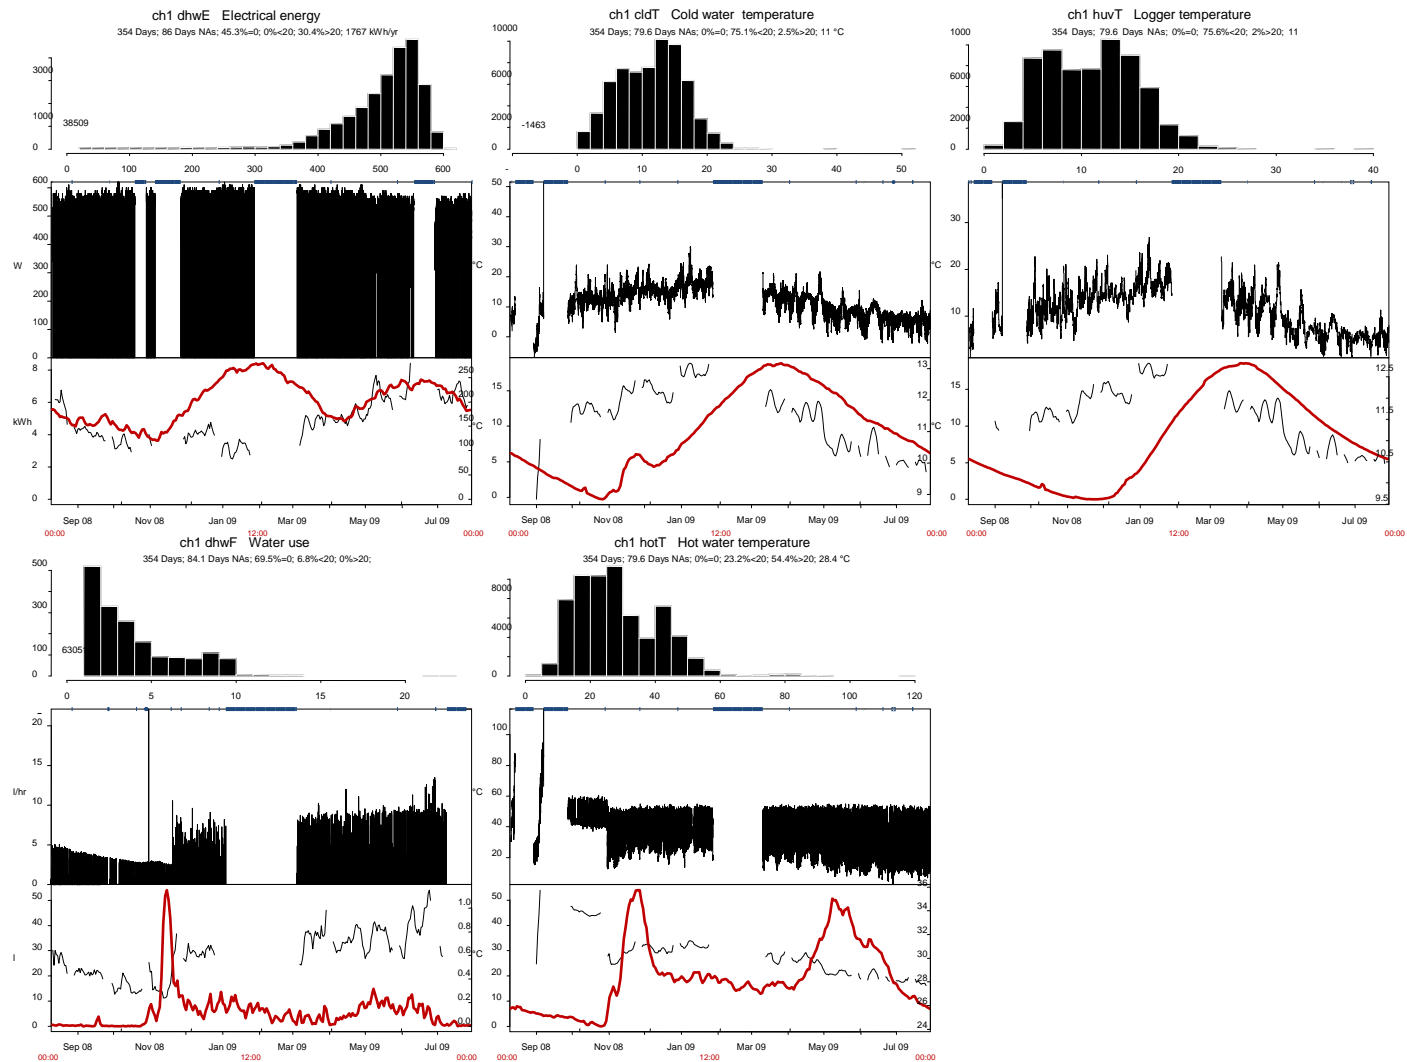 ch1 dhwE Electrical energy
354 Days; 86 Days NAs; 45.3%=0; 0%<20; 30.4%>20; 1767 kWh/yr
3000
1000
0
38509
0 100 200 300 400 500 600
600
500
400
300
200
100
0
W
8
6
4
2
0
kWh
250
200
150
100
50
0
Sep 08 Nov 08 Jan 09 Mar 09 May 09 Jul 09
00:00 12:00 00:00
ch1 cldT Cold water temperature
354 Days; 79.6 Days NAs; 0%=0; 75.1%<20; 2.5%>20; 11 °C
10000
6000
2000
0
-1463
0 10 20 30 40 50
50
40
30
20
10
0
°C
15
10
5
0
°C
13
12
11
10
9
Sep 08 Nov 08 Jan 09 Mar 09 May 09 Jul 09
00:00 12:00 00:00
ch1 huvT Logger temperature
354 Days; 79.6 Days NAs; 0%=0; 75.6%<20; 2%>20; 11
1000
6000
2000
0
0 10 20 30 40
30
20
10
°C
15
10
5
0
°C
12.5
11.5
10.5
9.5
Sep 08 Nov 08 Jan 09 Mar 09 May 09 Jul 09
00:00 12:00 00:00
ch1 dhwF Water use
354 Days; 84.1 Days NAs; 69.5%=0; 6.8%<20; 0%>20;
500
300
100
0
6305
0 5 10 15 20
20
15
10
5
0
l/hr
50
40
30
20
10
0
l
1.0
0.8
0.6
0.4
0.2
0.0
Sep 08 Nov 08 Jan 09 Mar 09 May 09 Jul 09
00:00 12:00 00:00
ch1 hotT Hot water temperature
354 Days; 79.6 Days NAs; 0%=0; 23.2%<20; 54.4%>20; 28.4 °C
8000
4000
0
0 20 40 60 80 100 120
100
80
60
40
20
°C
50
40
30
20
10
0
°C
36
34
32
30
28
26
24
Sep 08 Nov 08 Jan 09 Mar 09 May 09 Jul 09
00:00 12:00 00:00